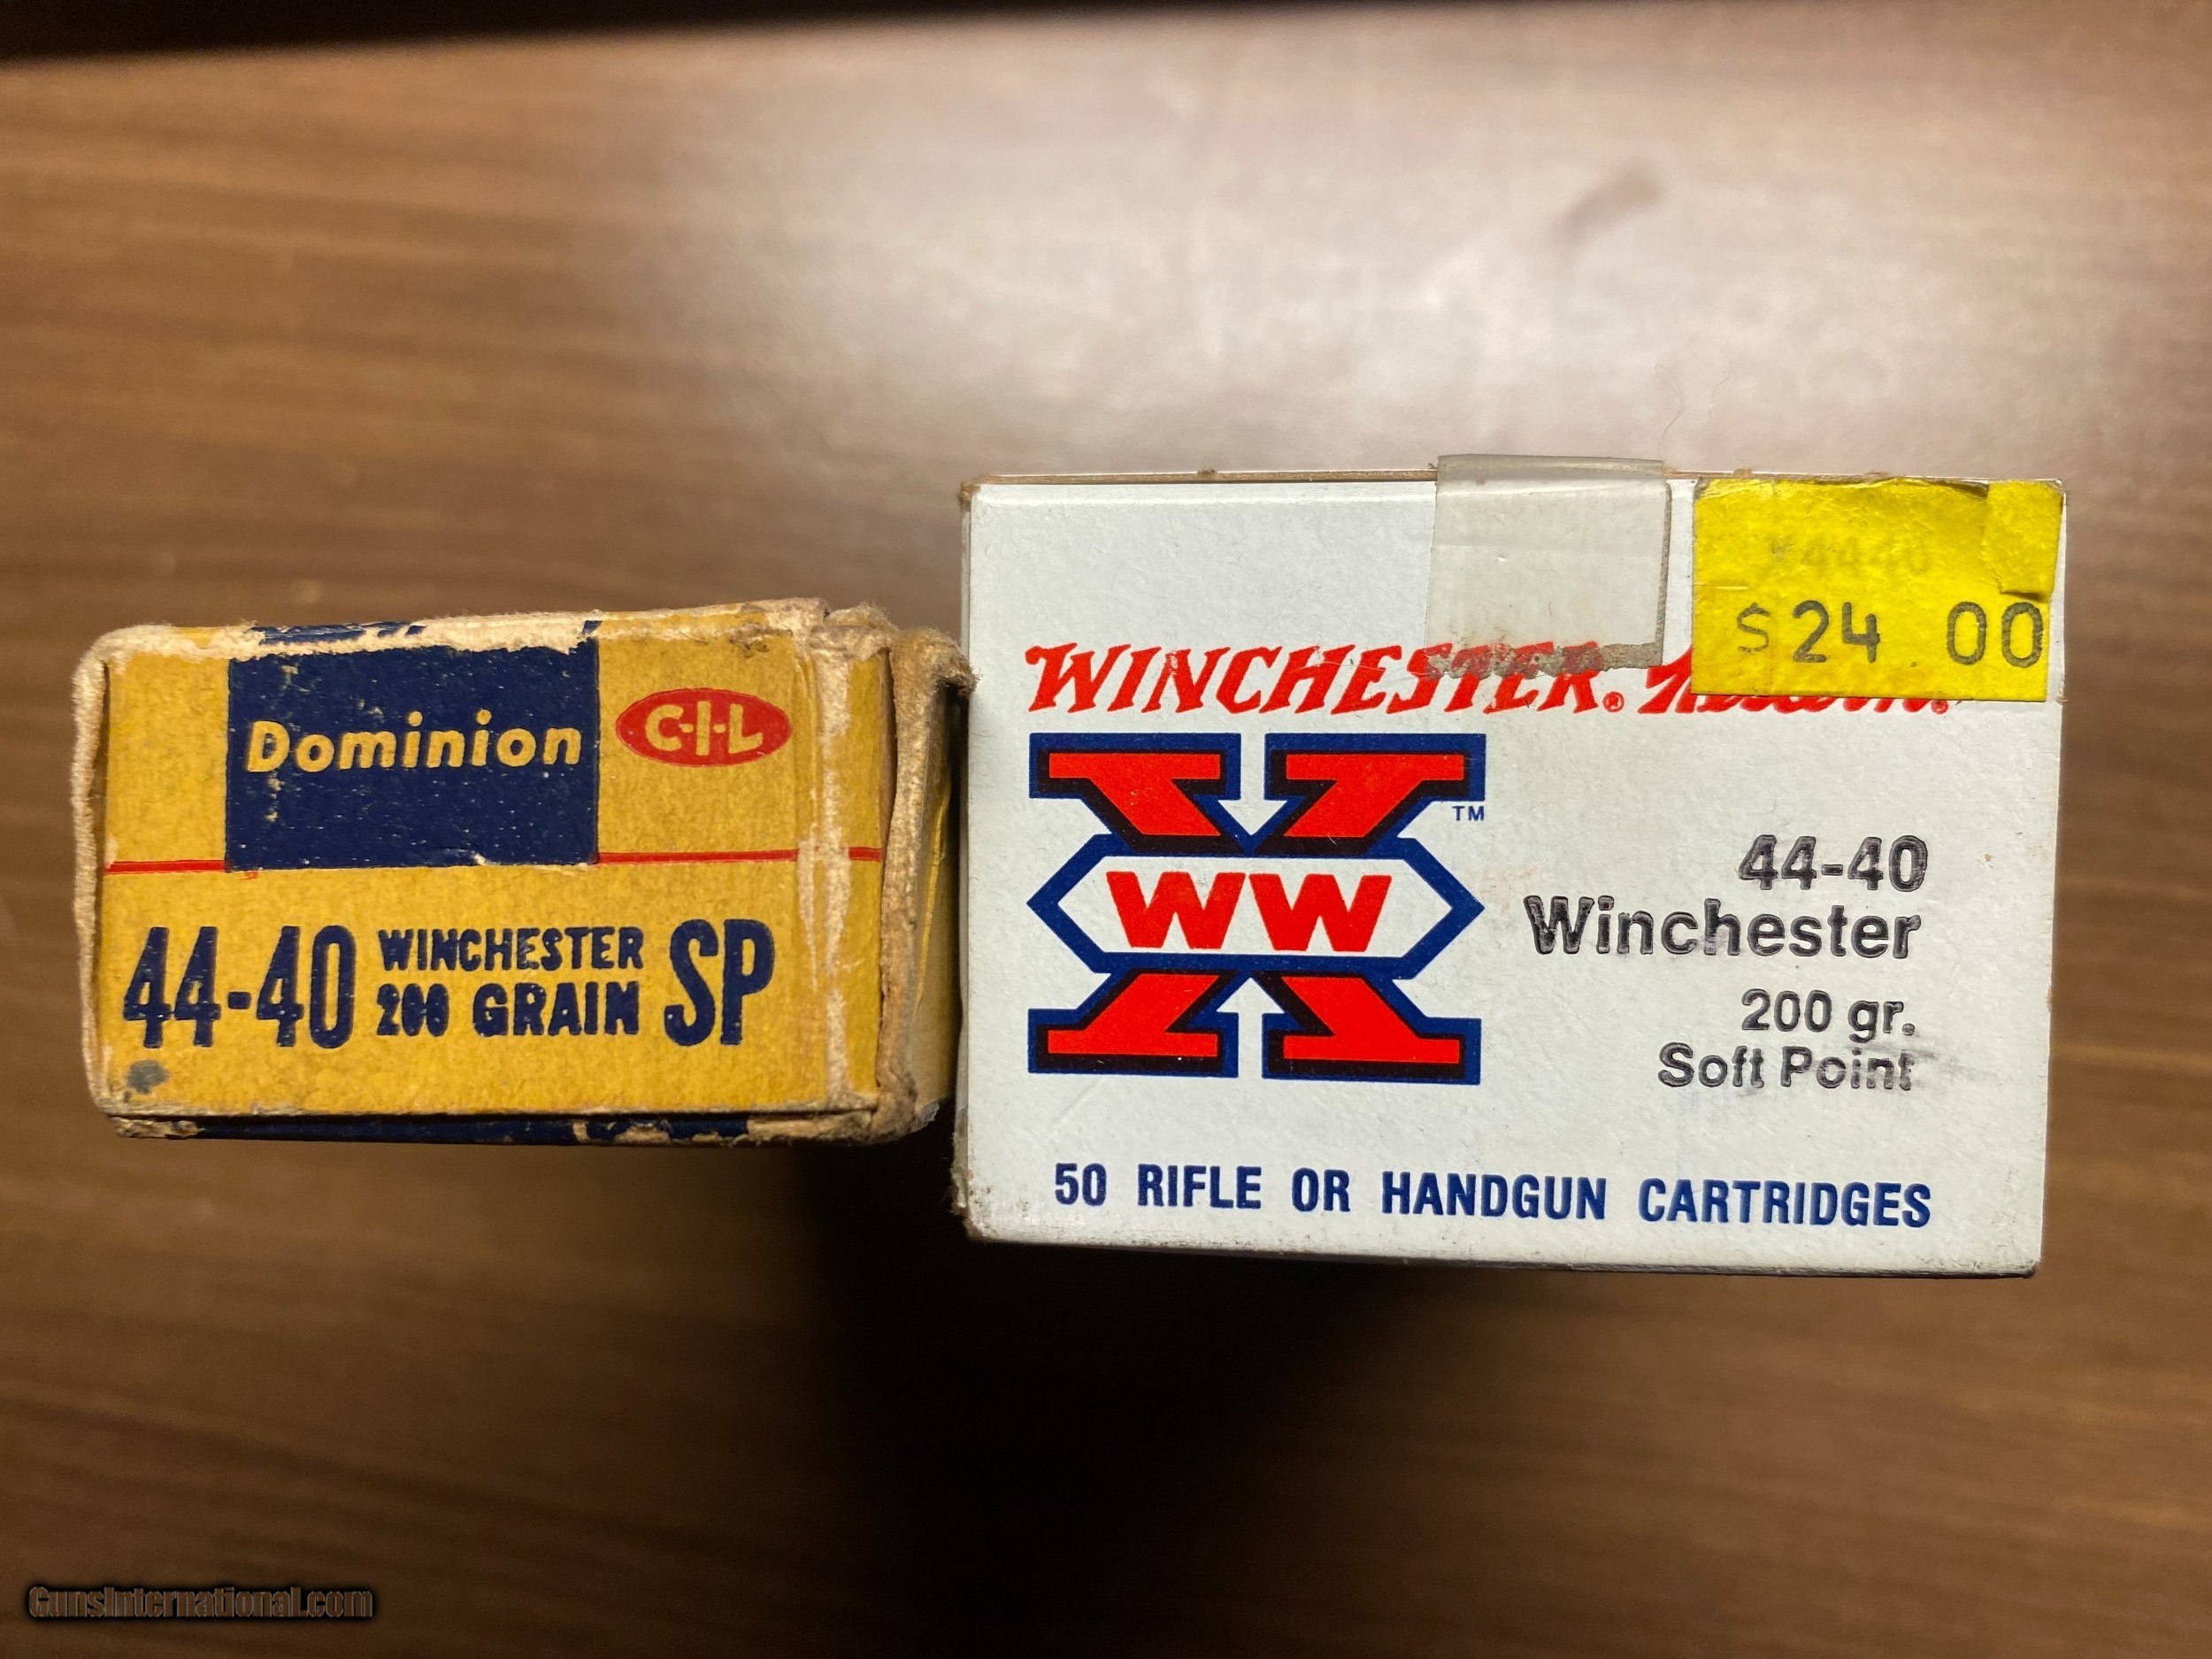 Dominion
C-I-L
44-40 WINCHESTER SP
200 GRAIN
$24.00
WINCHESTER®
WW
TM
44-40
Winchester
200 gr.
Soft Point
50 RIFLE OR HANDGUN CARTRIDGES
GunsInternational.com